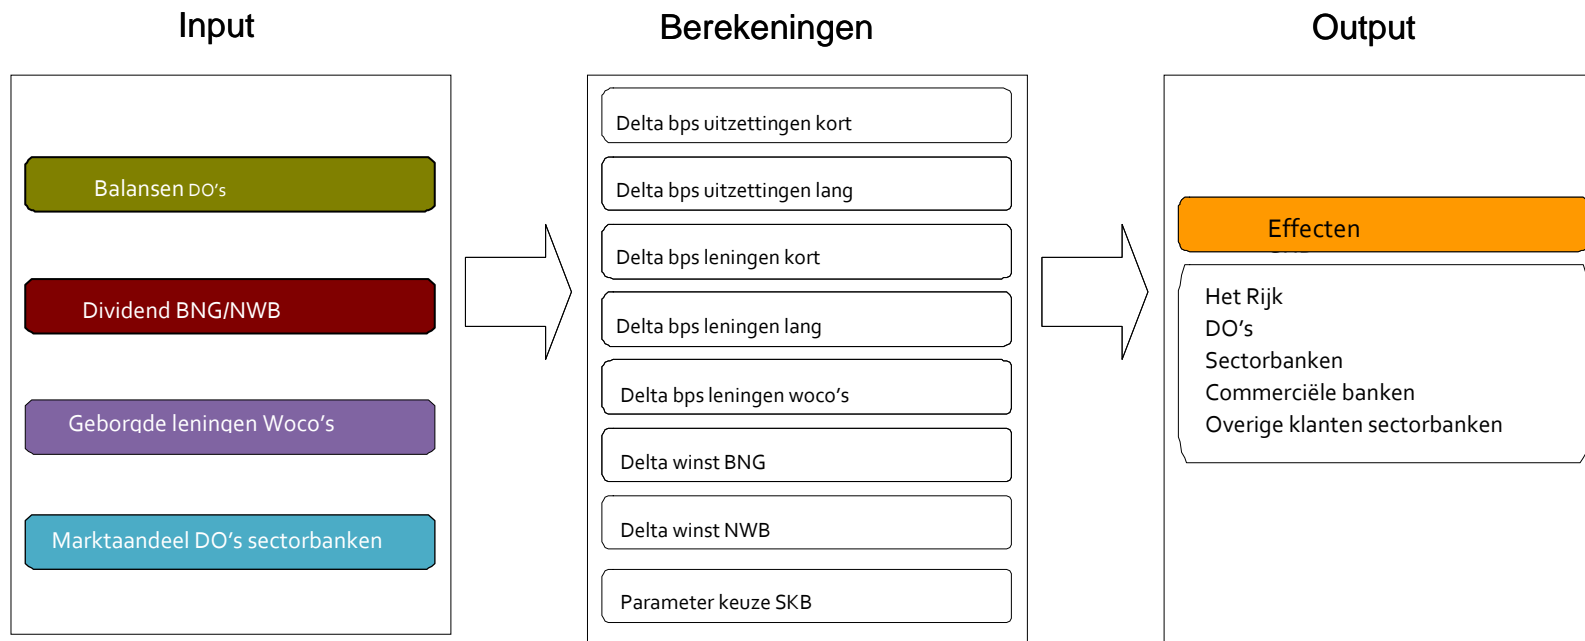 Input
Berekeningen
Output
Balansen DO's
Dividend BNG/NWB
Geborgde leningen Woco's
Marktaandeel DO's sectorbanken
Delta bps uitzettingen kort
Delta bps uitzettingen lang
Delta bps leningen kort
Delta bps leningen lang
Delta bps leningen woco's
Delta winst BNG
Delta winst NWB
Parameter keuze SKB
Effecten
Het Rijk
DO's
Sectorbanken
Commerciële banken
Overige klanten sectorbanken